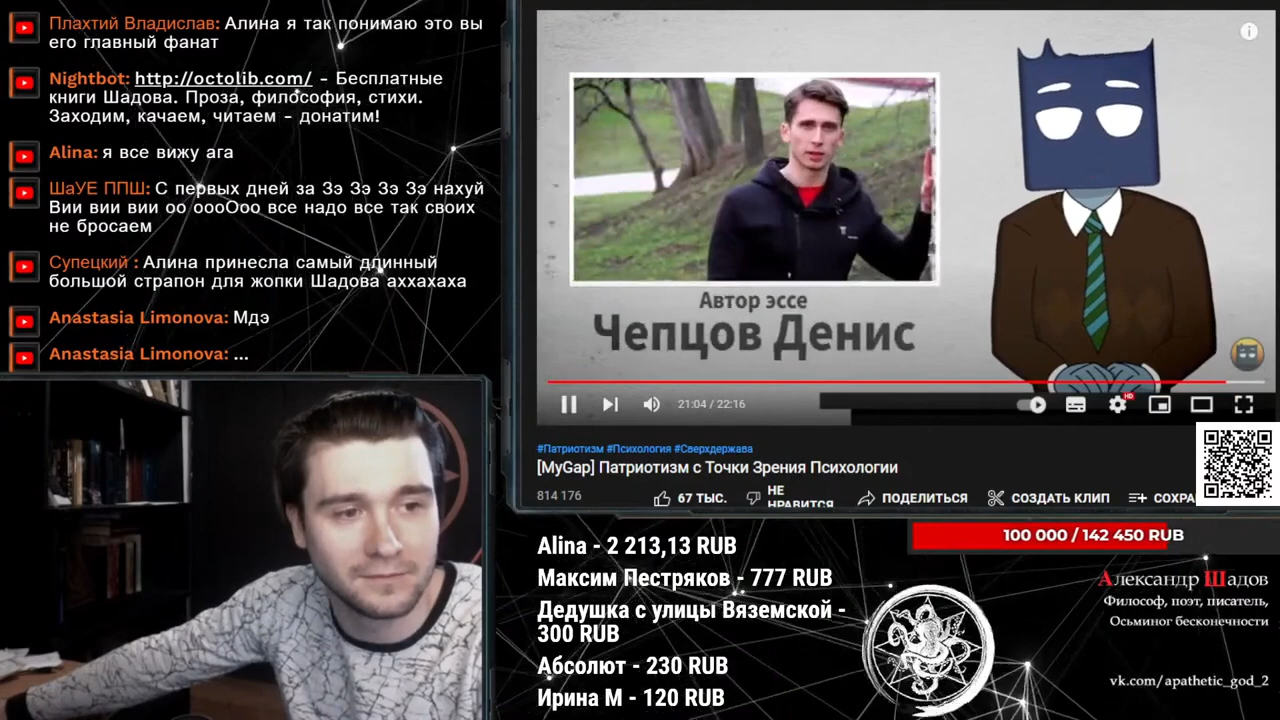 Плахтий Владислав: Алина я так понимаю это вы
его главный фанат
Nightbot: http://octolib.com/ - Бесплатные
книги Шадова. Проза, философия, стихи.
Заходим, качаем, читаем - донатим!
Alina: я все вижу ага
ШаУЕ ППШ: С первых дней за Зэ Зэ Зэ Зэ нахуй
Вии вии вии оо оооОоо все надо все так своих
не бросаем
Супецкий : Алина принесла самый длинный
большой страпон для жопки Шадова аххахаха
Anastasia Limonova: Мдэ
Anastasia Limonova: ...
Автор эссе
Чепцов Денис
21:04 / 22:16
HD
#Патриотизм #Психология #Сверхдержава
[MyGap] Патриотизм с Точки Зрения Психологии
814 176
67 ТЫС.
НЕ
НРАВИТСЯ
ПОДЕЛИТЬСЯ
СОЗДАТЬ КЛИП
СОХРА
100 000 / 142 450 RUB
Alina - 2 213,13 RUB
Максим Пестряков - 777 RUB
Дедушка с улицы Вяземской -
300 RUB
Абсолют - 230 RUB
Ирина М - 120 RUB
Александр Шадов
Философ, поэт, писатель,
Осьминог бесконечности
vk.com/apathetic_god_2